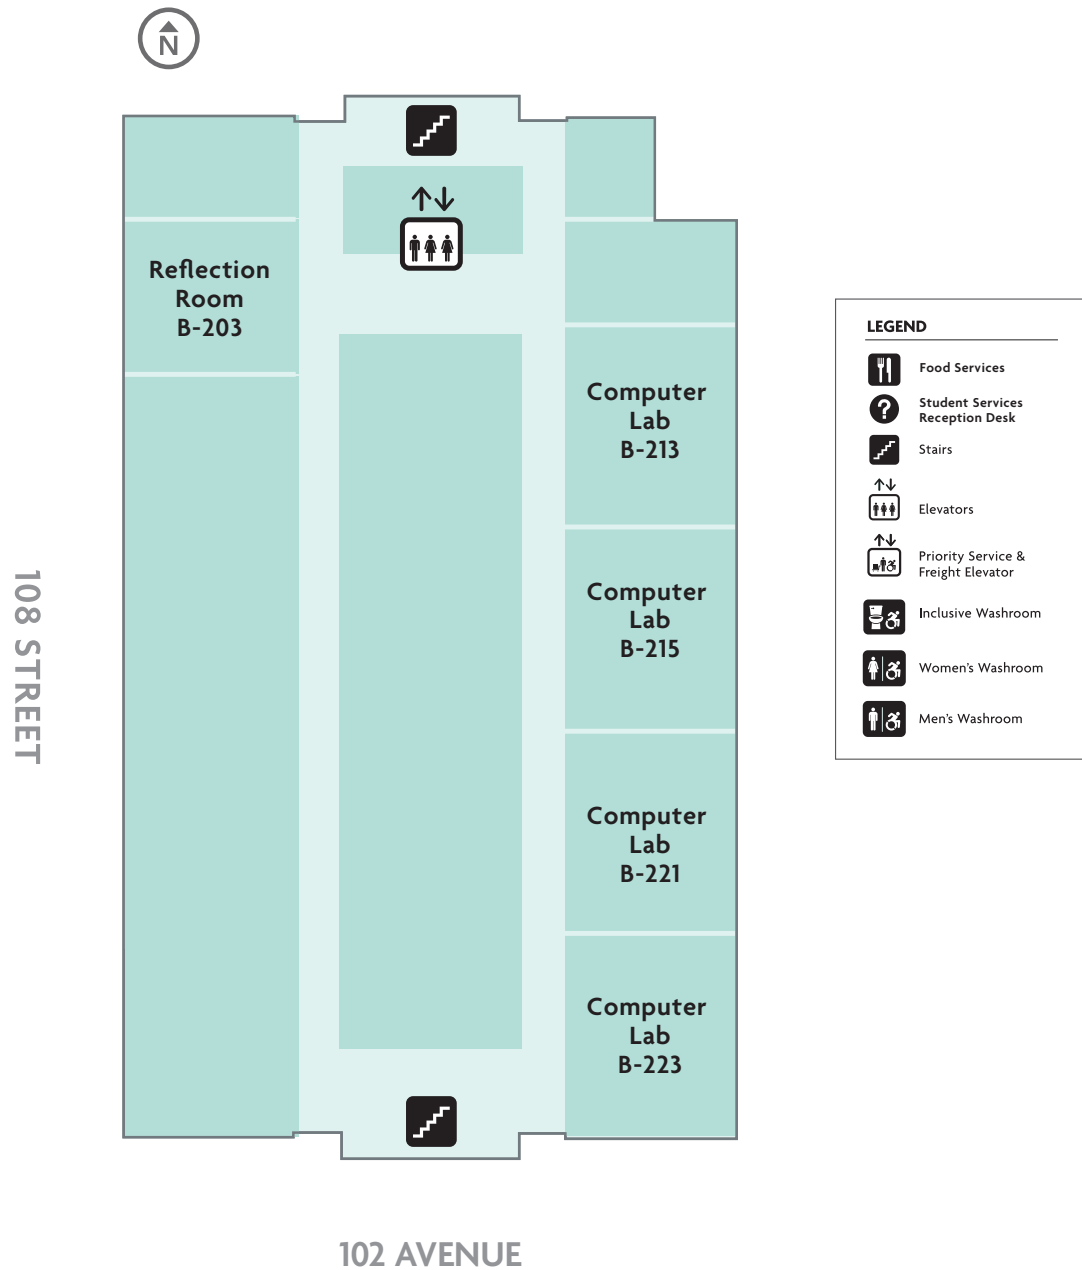 N
Reflection
Room
B-203
Computer
Lab
B-213
Computer
Lab
B-215
Computer
Lab
B-221
Computer
Lab
B-223
108 STREET
102 AVENUE
LEGEND
Food Services
?
Student Services
Reception Desk
Stairs
Elevators
Priority Service &
Freight Elevator
Inclusive Washroom
Women's Washroom
Men's Washroom